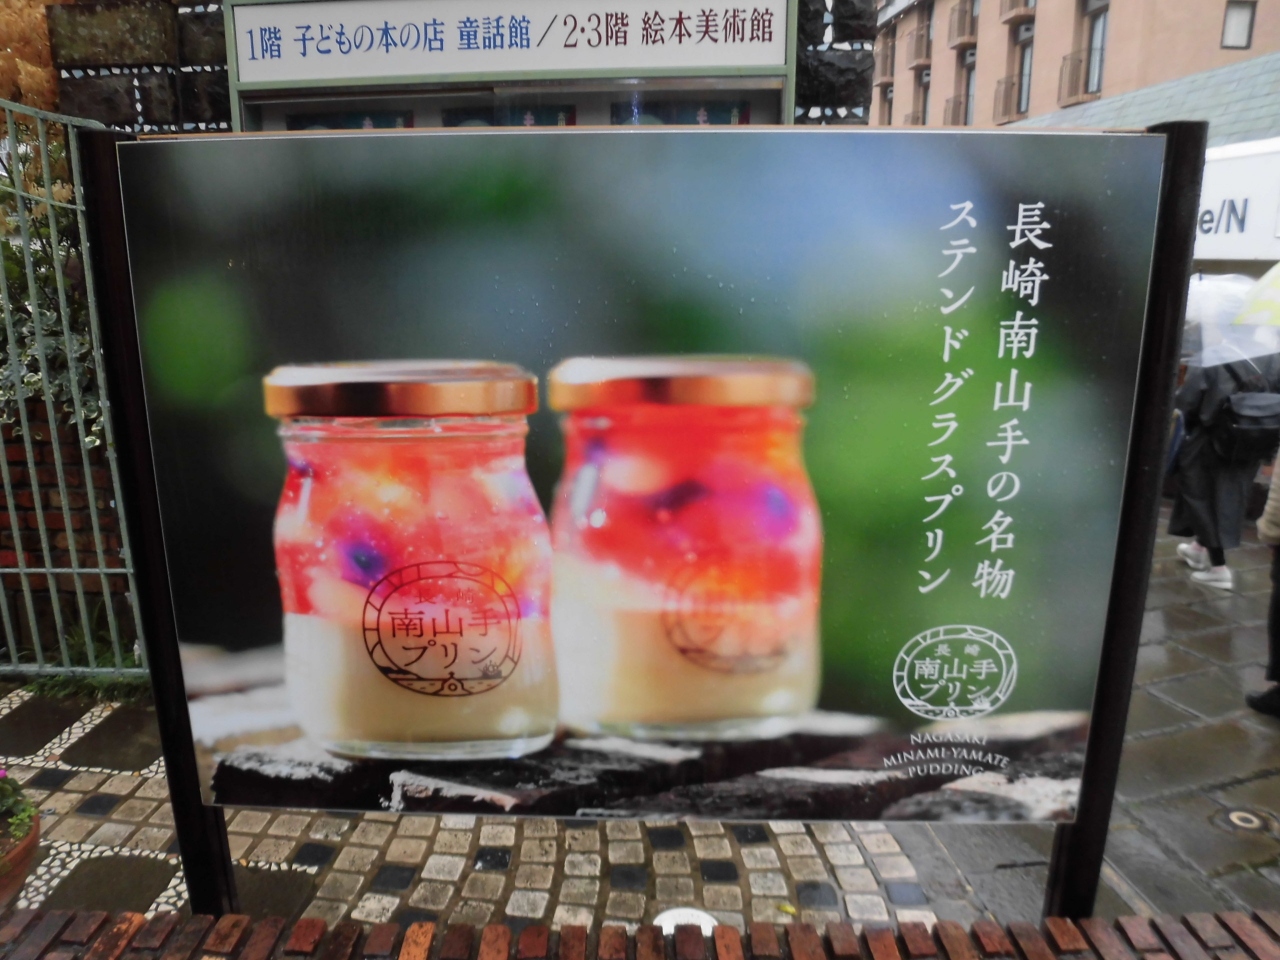 1階 子どもの本の店 童話館/2・3階 絵本美術館
e/N
長崎南山手の名物
ステンドグラスプリン
長崎
南山手
プリン
長崎
南山手
プリン
NAGASAKI
MINAMI-YAMATE
PUDDING